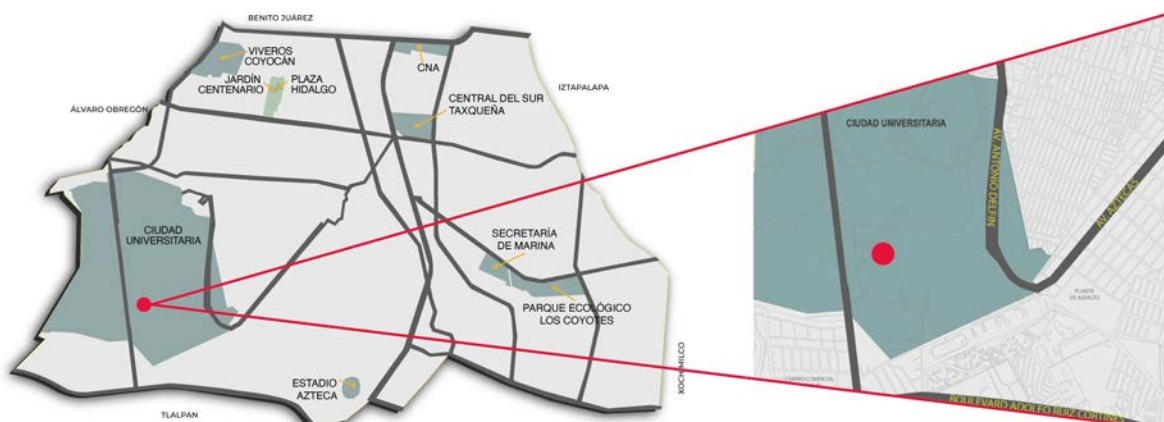 BENITO JUÁREZ
VIVEROS
COYOCÁN
JARDÍN
CENTENARIO
PLAZA
HIDALGO
CNA
IZTAPALAPA
ÁLVARO OBREGÓN
CENTRAL DEL SUR
TAXQUEÑA
CIUDAD
UNIVERSITARIA
SECRETARÍA
DE MARINA
PARQUE ECOLÓGICO
LOS COYOTES
ESTADIO
AZTECA
XOCHIMILCO
TLALPAN
CIUDAD UNIVERSITARIA
AV. ANTONIO DELFIN
AV. AZTECAS
PLANTA
DE ASFALTO
CENTRO COMERCIAL
BOULEVARD ADOLFO RUIZ CORTINES